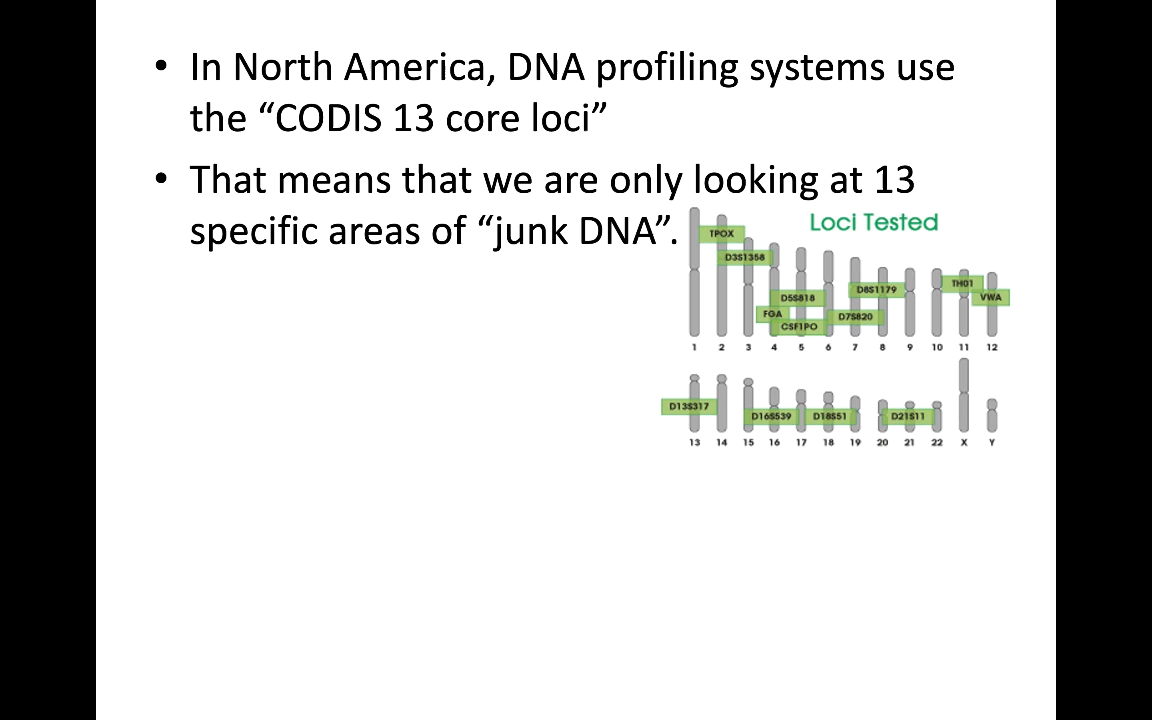 • In North America, DNA profiling systems use
the “CODIS 13 core loci”
• That means that we are only looking at 13
specific areas of “junk DNA”.
Loci Tested
TPOX
D3S1358
D5S818
D8S1179
TH01
VWA
FGA
CSF1PO
D7S820
1 2 3 4 5 6 7 8 9 10 11 12
D13S317
D16S539
D18S51
D21S11
13 14 15 16 17 18 19 20 21 22 X Y